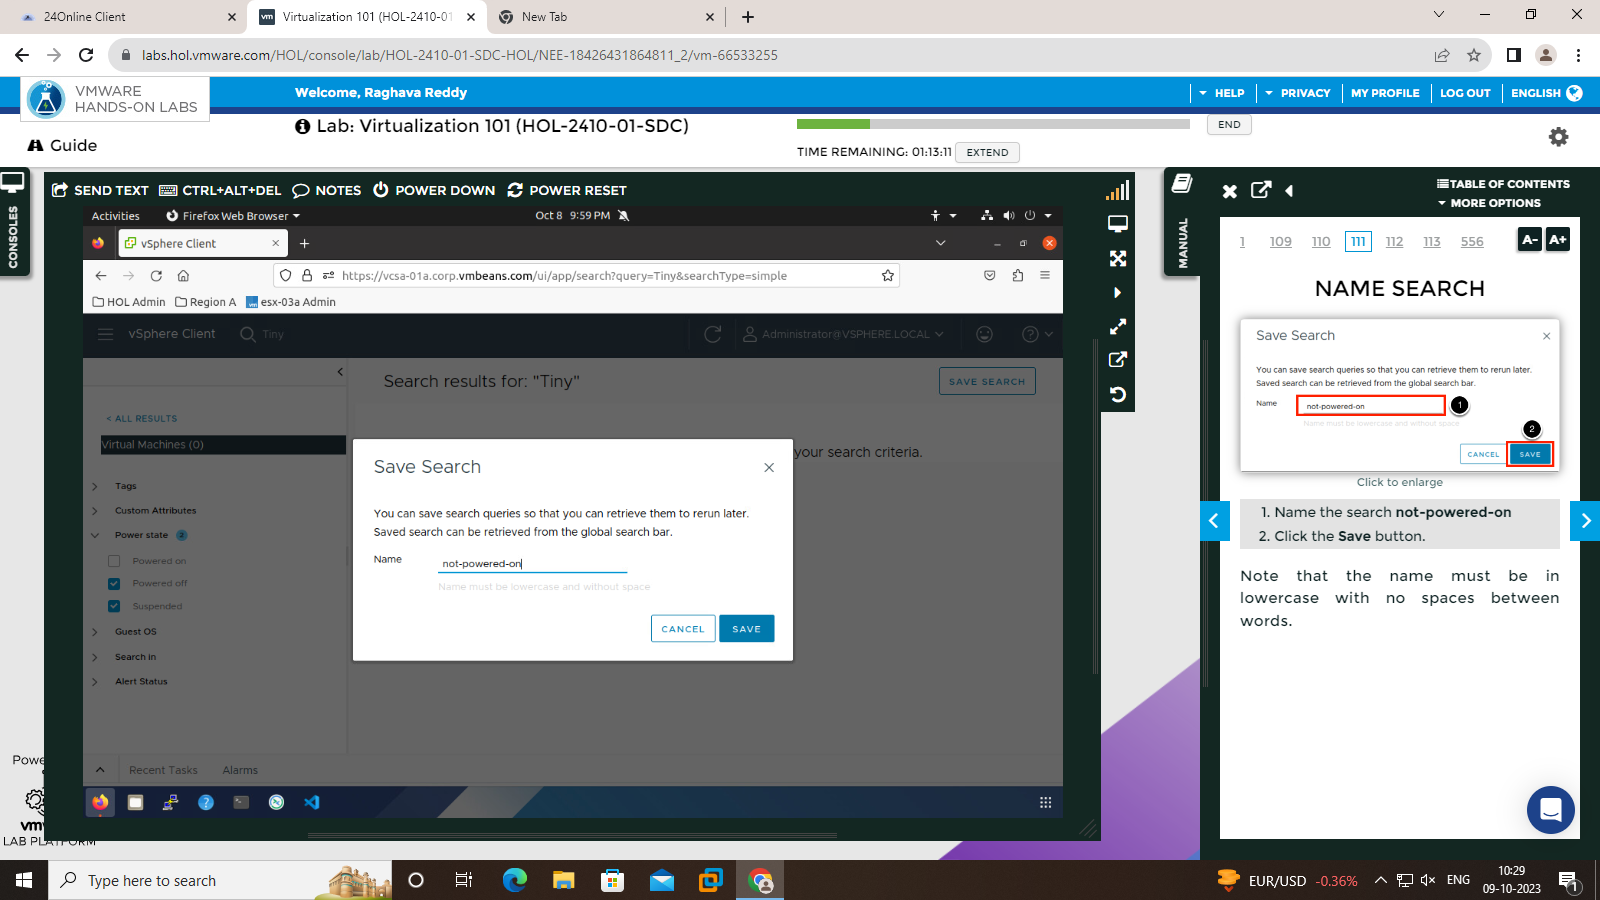 24Online Client
Virtualization 101 (HOL-2410-01
New Tab
labs.hol.vmware.com/HOL/console/lab/HOL-2410-01-SDC-HOL/NEE-18426431864811_2/vm-66533255
VMWARE
HANDS-ON LABS
Welcome, Raghava Reddy
HELP
PRIVACY
MY PROFILE
LOG OUT
ENGLISH
Guide
Lab: Virtualization 101 (HOL-2410-01-SDC)
END
TIME REMAINING: 01:13:11
EXTEND
CONSOLES
SEND TEXT
CTRL+ALT+DEL
NOTES
POWER DOWN
POWER RESET
Activities
Firefox Web Browser
Oct 8 9:59 PM
vSphere Client
https://vcsa-01a.corp.vmbeans.com/ui/app/search?query=Tiny&searchType=simple
HOL Admin
Region A
esx-03a Admin
vSphere Client
Tiny
Administrator@VSPHERE.LOCAL
Search results for: "Tiny"
SAVE SEARCH
< ALL RESULTS
Virtual Machines (0)
your search criteria.
Tags
Custom Attributes
Power state 2
Powered on
Powered off
Suspended
Guest OS
Search in
Alert Status
Save Search
You can save search queries so that you can retrieve them to rerun later.
Saved search can be retrieved from the global search bar.
Name
not-powered-on
Name must be lowercase and without space
CANCEL
SAVE
Recent Tasks
Alarms
Powe
vmv
LAB PLATFORM
MANUAL
TABLE OF CONTENTS
MORE OPTIONS
1 109 110 111 112 113 556
A- A+
NAME SEARCH
Save Search
You can save search queries so that you can retrieve them to rerun later.
Saved search can be retrieved from the global search bar.
Name
not-powered-on
1
Name must be lowercase and without space
2
CANCEL
SAVE
Click to enlarge
1. Name the search not-powered-on
2. Click the Save button.
Note that the name must be in
lowercase with no spaces between
words.
Type here to search
EUR/USD -0.36%
ENG
10:29
09-10-2023
1